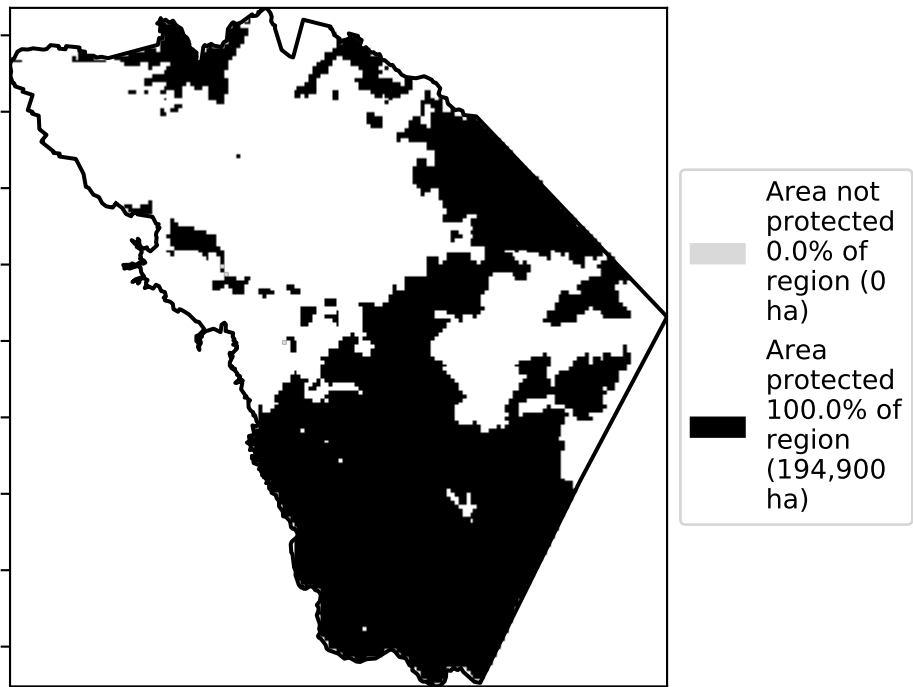 Area not
protected
0.0% of
region (0
ha)
Area
protected
100.0% of
region
(194,900
ha)